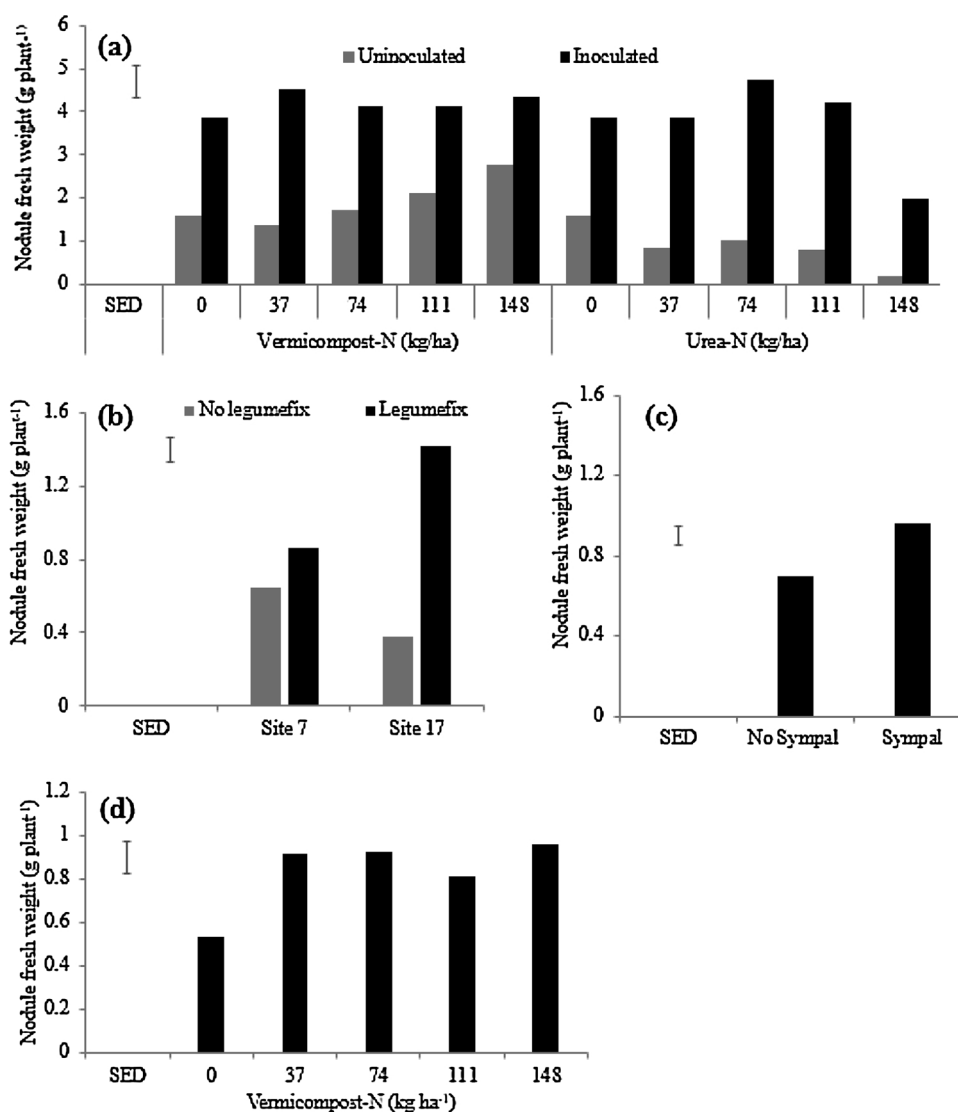 (a)
Uninoculated Inoculated
Nodule fresh weight (g plant⁻¹)
6
5
4
3
2
1
0
SED 0 37 74 111 148 0 37 74 111 148
Vermicompost-N (kg/ha) Urea-N (kg/ha)
(b)
No legumefix Legumefix
Nodule fresh weight (g plant⁻¹)
1.6
1.2
0.8
0.4
0
SED Site 7 Site 17
(c)
Nodule fresh weight (g plant⁻¹)
1.6
1.2
0.8
0.4
0
SED No Sympal Sympal
(d)
Nodule fresh weight (g plant⁻¹)
1.2
1
0.8
0.6
0.4
0.2
0
SED 0 37 74 111 148
Vermicompost-N (kg ha⁻¹)